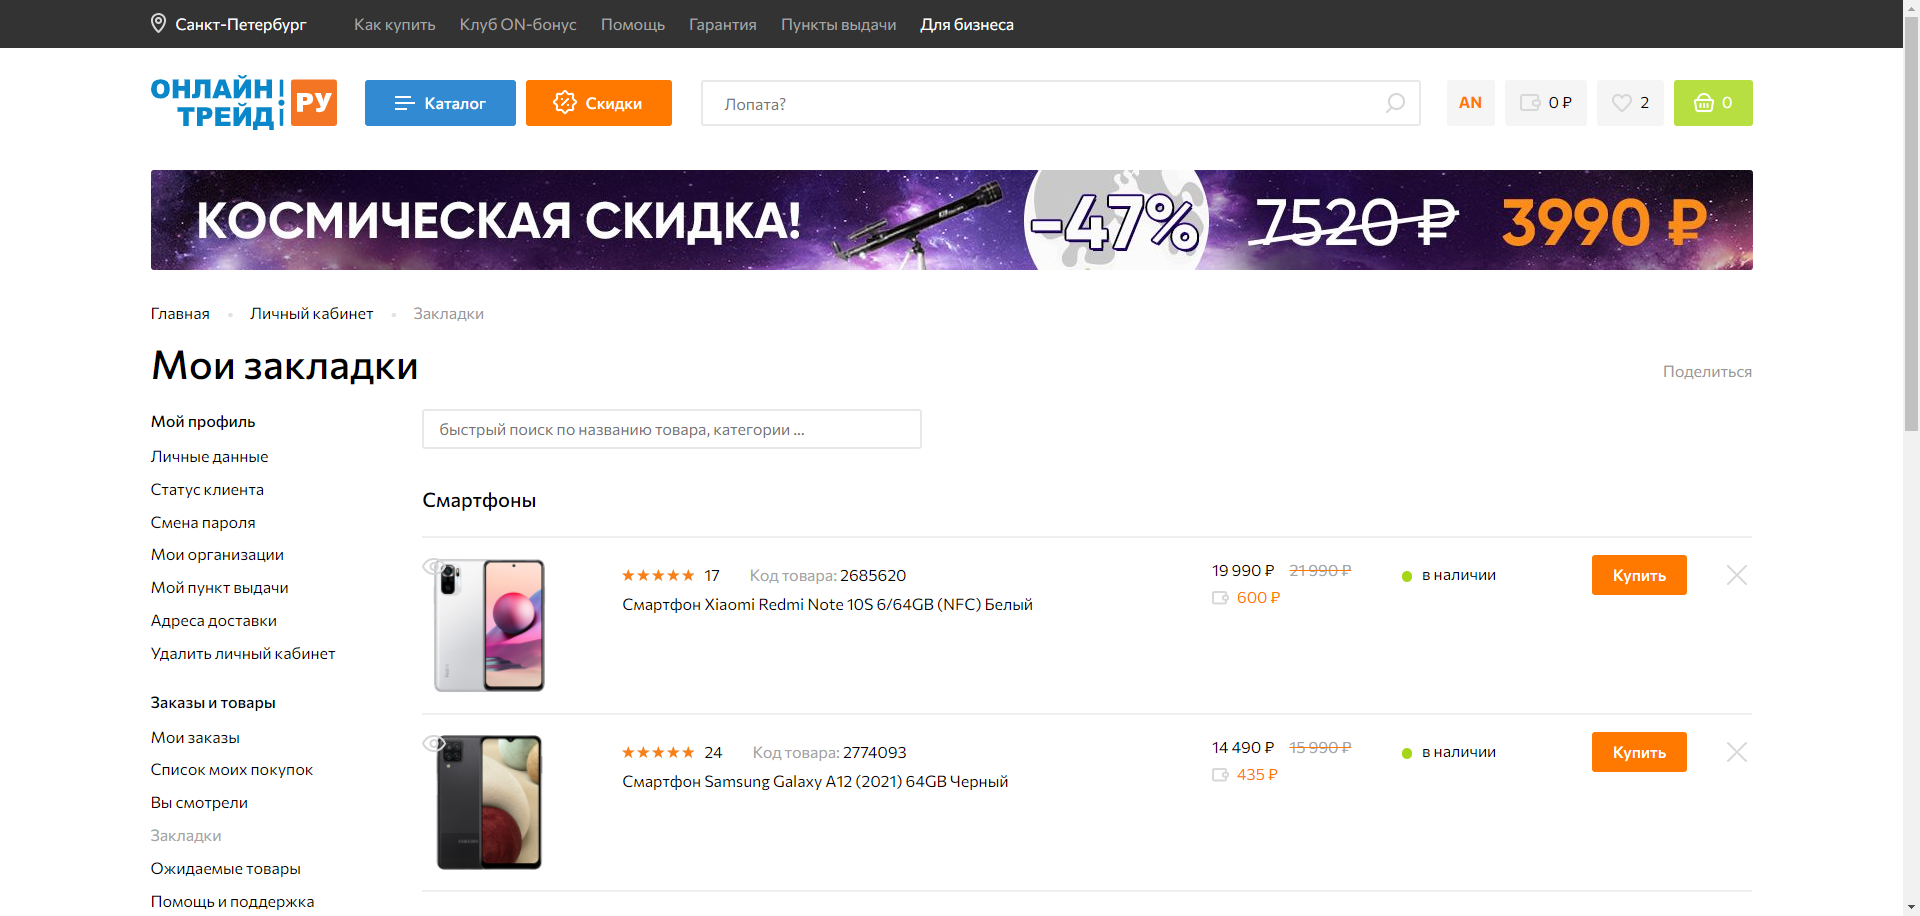 Санкт-Петербург
Как купить
Клуб ON-бонус
Помощь
Гарантия
Пункты выдачи
Для бизнеса
ОНЛАЙН
ТРЕЙД
РУ
Каталог
Скидки
Лопата?
AN
0 ₽
2
0
КОСМИЧЕСКАЯ СКИДКА!
-47%
7520 ₽
3990 ₽
Главная
Личный кабинет
Закладки
Мои закладки
Поделиться
Мой профиль
Личные данные
Статус клиента
Смена пароля
Мои организации
Мой пункт выдачи
Адреса доставки
Удалить личный кабинет
Заказы и товары
Мои заказы
Список моих покупок
Вы смотрели
Закладки
Ожидаемые товары
Помощь и поддержка
быстрый поиск по названию товара, категории ...
Смартфоны
17
Код товара: 2685620
Смартфон Xiaomi Redmi Note 10S 6/64GB (NFC) Белый
19 990 ₽
21 990 ₽
600 ₽
в наличии
Купить
24
Код товара: 2774093
Смартфон Samsung Galaxy A12 (2021) 64GB Черный
14 490 ₽
15 990 ₽
435 ₽
в наличии
Купить